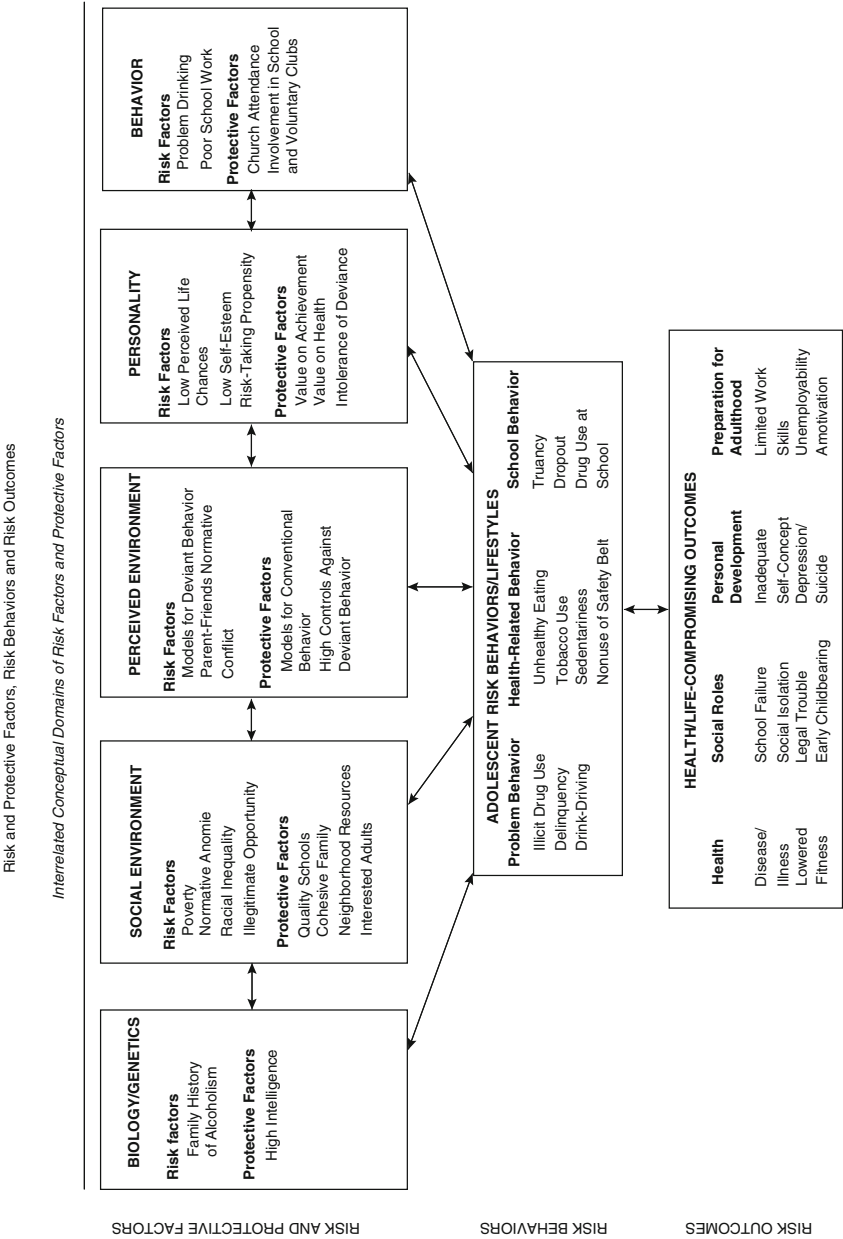 Risk and Protective Factors, Risk Behaviors and Risk Outcomes
Interrelated Conceptual Domains of Risk Factors and Protective Factors
RISK AND PROTECTIVE FACTORS
BIOLOGY/GENETICS
Risk factors
Family History
of Alcoholism
Protective Factors
High Intelligence
SOCIAL ENVIRONMENT
Risk Factors
Poverty
Normative Anomie
Racial Inequality
Illegitimate Opportunity
Protective Factors
Quality Schools
Cohesive Family
Neighborhood Resources
Interested Adults
PERCEIVED ENVIRONMENT
Risk Factors
Models for Deviant Behavior
Parent-Friends Normative
Conflict
Protective Factors
Models for Conventional
Behavior
High Controls Against
Deviant Behavior
PERSONALITY
Risk Factors
Low Perceived Life
Chances
Low Self-Esteem
Risk-Taking Propensity
Protective Factors
Value on Achievement
Value on Health
Intolerance of Deviance
BEHAVIOR
Risk Factors
Problem Drinking
Poor School Work
Protective Factors
Church Attendance
Involvement in School
and Voluntary Clubs
RISK BEHAVIORS
ADOLESCENT RISK BEHAVIORS/LIFESTYLES
Problem Behavior
Illicit Drug Use
Delinquency
Drink-Driving
Health-Related Behavior
Unhealthy Eating
Tobacco Use
Sedentariness
Nonuse of Safety Belt
School Behavior
Truancy
Dropout
Drug Use at
School
RISK OUTCOMES
HEALTH/LIFE-COMPROMISING OUTCOMES
Health
Disease/
Illness
Lowered
Fitness
Social Roles
School Failure
Social Isolation
Legal Trouble
Early Childbearing
Personal
Development
Inadequate
Self-Concept
Depression/
Suicide
Preparation for
Adulthood
Limited Work
Skills
Unemployability
Amotivation